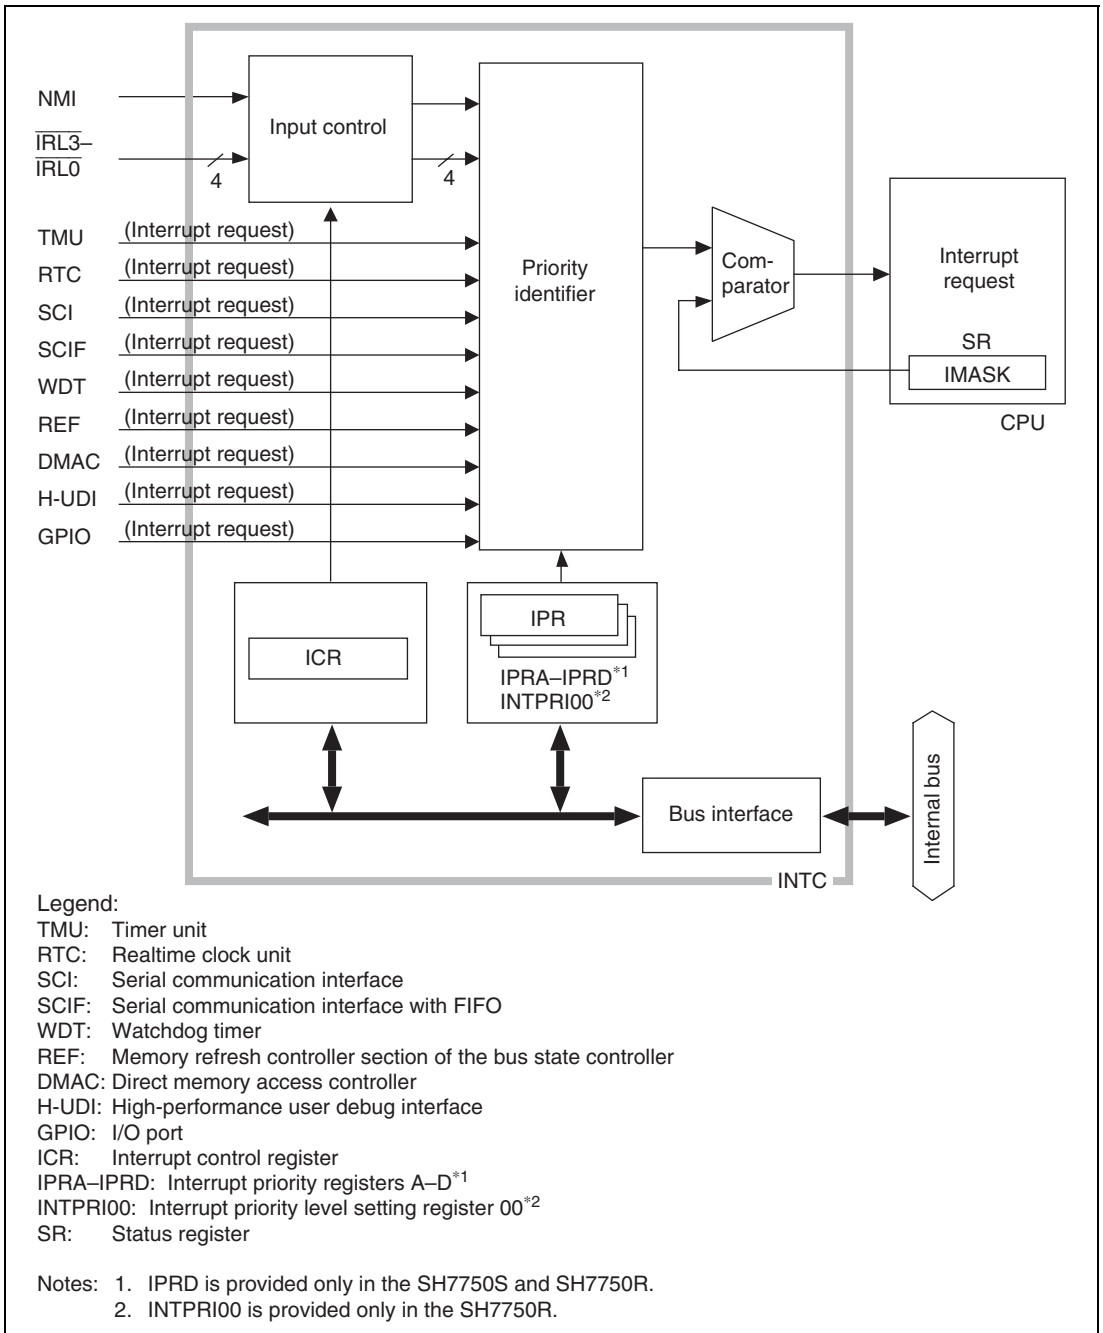 NMI
IRL3–
IRL0
4
4
Input control
TMU (Interrupt request)
RTC (Interrupt request)
SCI (Interrupt request)
SCIF (Interrupt request)
WDT (Interrupt request)
REF (Interrupt request)
DMAC (Interrupt request)
H-UDI (Interrupt request)
GPIO (Interrupt request)
Priority
identifier
Com-
parator
Interrupt
request
SR
IMASK
CPU
ICR
IPR
IPRA–IPRD*1
INTPRI00*2
Bus interface
Internal bus
INTC
Legend:
TMU: Timer unit
RTC: Realtime clock unit
SCI: Serial communication interface
SCIF: Serial communication interface with FIFO
WDT: Watchdog timer
REF: Memory refresh controller section of the bus state controller
DMAC: Direct memory access controller
H-UDI: High-performance user debug interface
GPIO: I/O port
ICR: Interrupt control register
IPRA–IPRD: Interrupt priority registers A–D*1
INTPRI00: Interrupt priority level setting register 00*2
SR: Status register
Notes: 1. IPRD is provided only in the SH7750S and SH7750R.
2. INTPRI00 is provided only in the SH7750R.